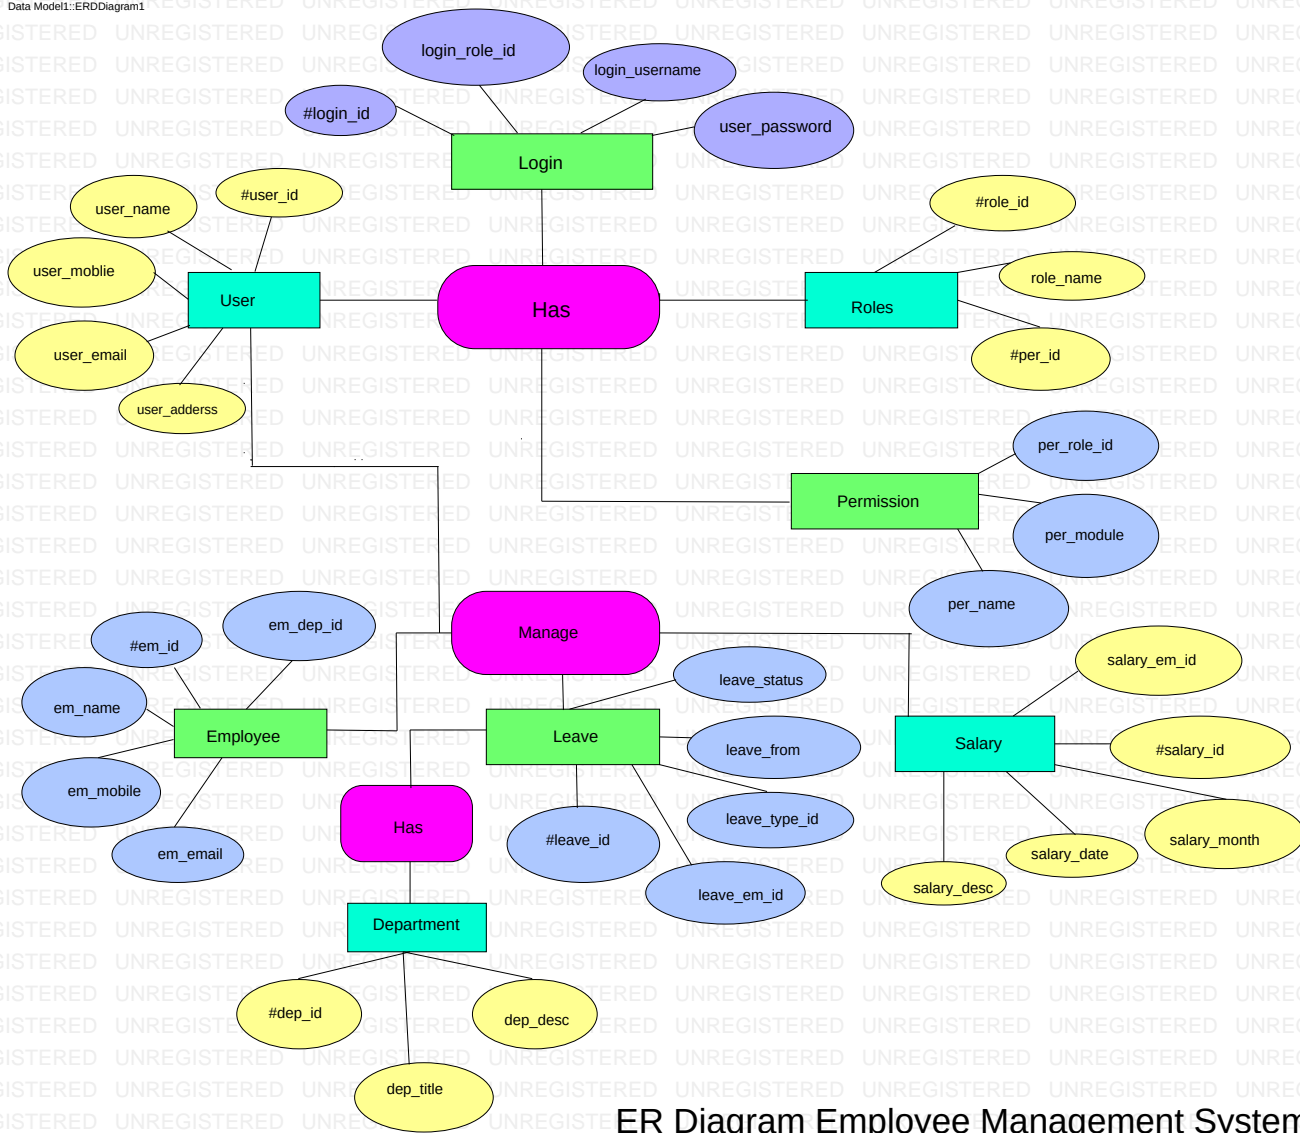 Data Model1::ERDDiagram1
login_role_id
login_username
#login_id
user_password
Login
#user_id
user_name
#role_id
user_moblie
role_name
User
Has
Roles
user_email
#per_id
user_adderss
per_role_id
Permission
per_module
per_name
em_dep_id
#em_id
Manage
salary_em_id
leave_status
em_name
Employee
Leave
leave_from
Salary
#salary_id
em_mobile
Has
#leave_id
leave_type_id
salary_month
em_email
salary_date
leave_em_id
salary_desc
Department
#dep_id
dep_desc
dep_title
ER Diagram Employee Management System
UNREGISTERED